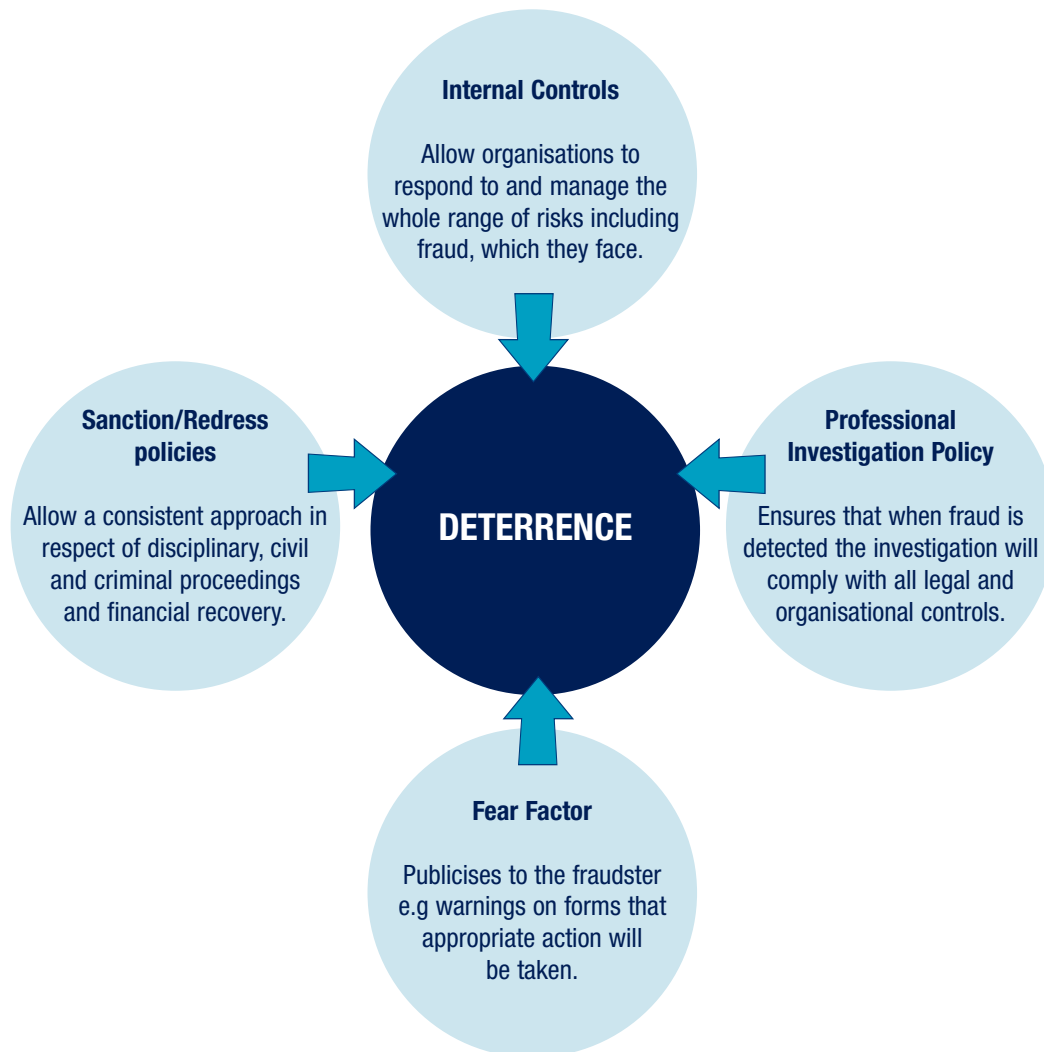 Internal Controls
Allow organisations to
respond to and manage the
whole range of risks including
fraud, which they face.
Sanction/Redress
policies
Allow a consistent approach in
respect of disciplinary, civil
and criminal proceedings
and financial recovery.
DETERRENCE
Professional
Investigation Policy
Ensures that when fraud is
detected the investigation will
comply with all legal and
organisational controls.
Fear Factor
Publicises to the fraudster
e.g warnings on forms that
appropriate action will
be taken.